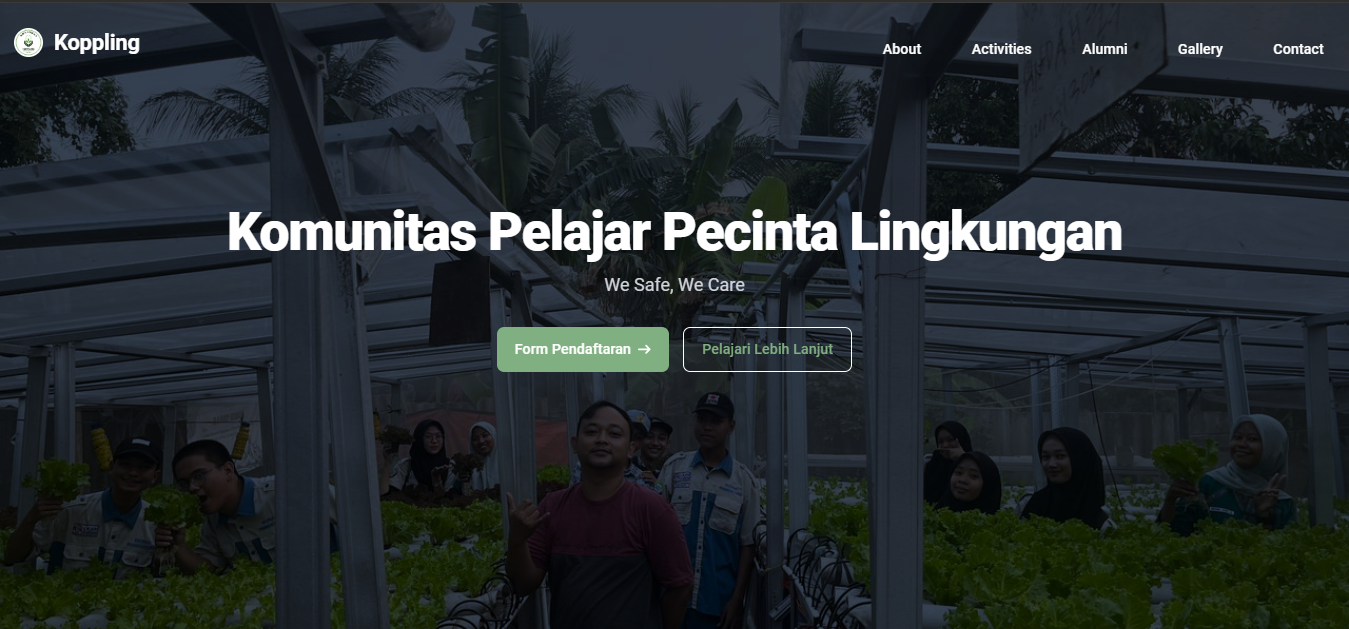 Koppling
About
Activities
Alumni
Gallery
Contact
Komunitas Pelajar Pecinta Lingkungan
We Safe, We Care
Form Pendaftaran →
Pelajari Lebih Lanjut